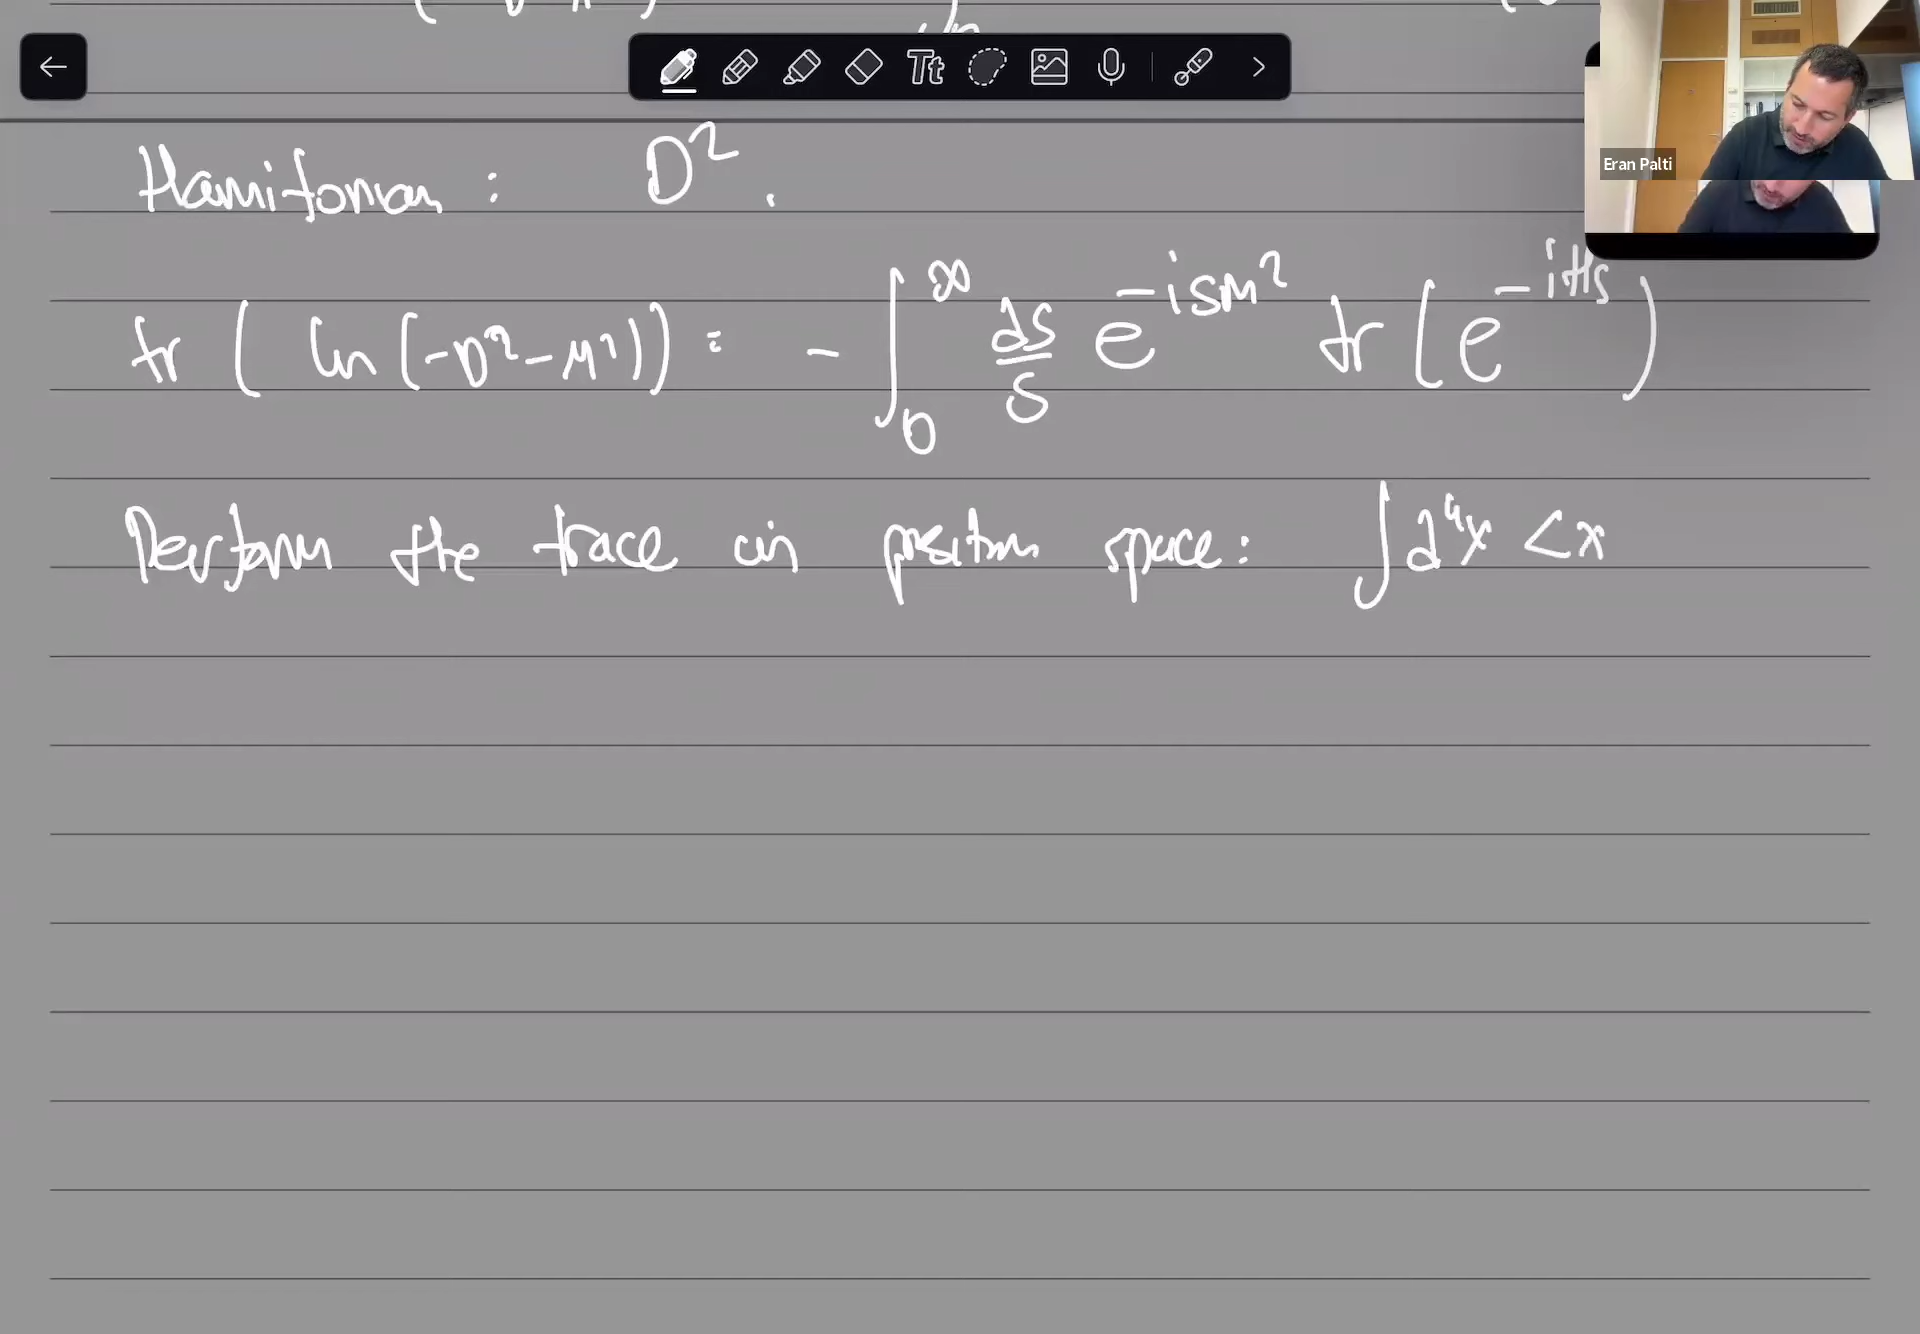 Tt
Eran Palti
Hamiltonian : D² .
tr ( ln (-D²-M²)) = - ∫₀^∞ ds/s e^{-isM²} tr ( e^{-iHs} )
Perform the trace in position space: ∫d⁴x <x